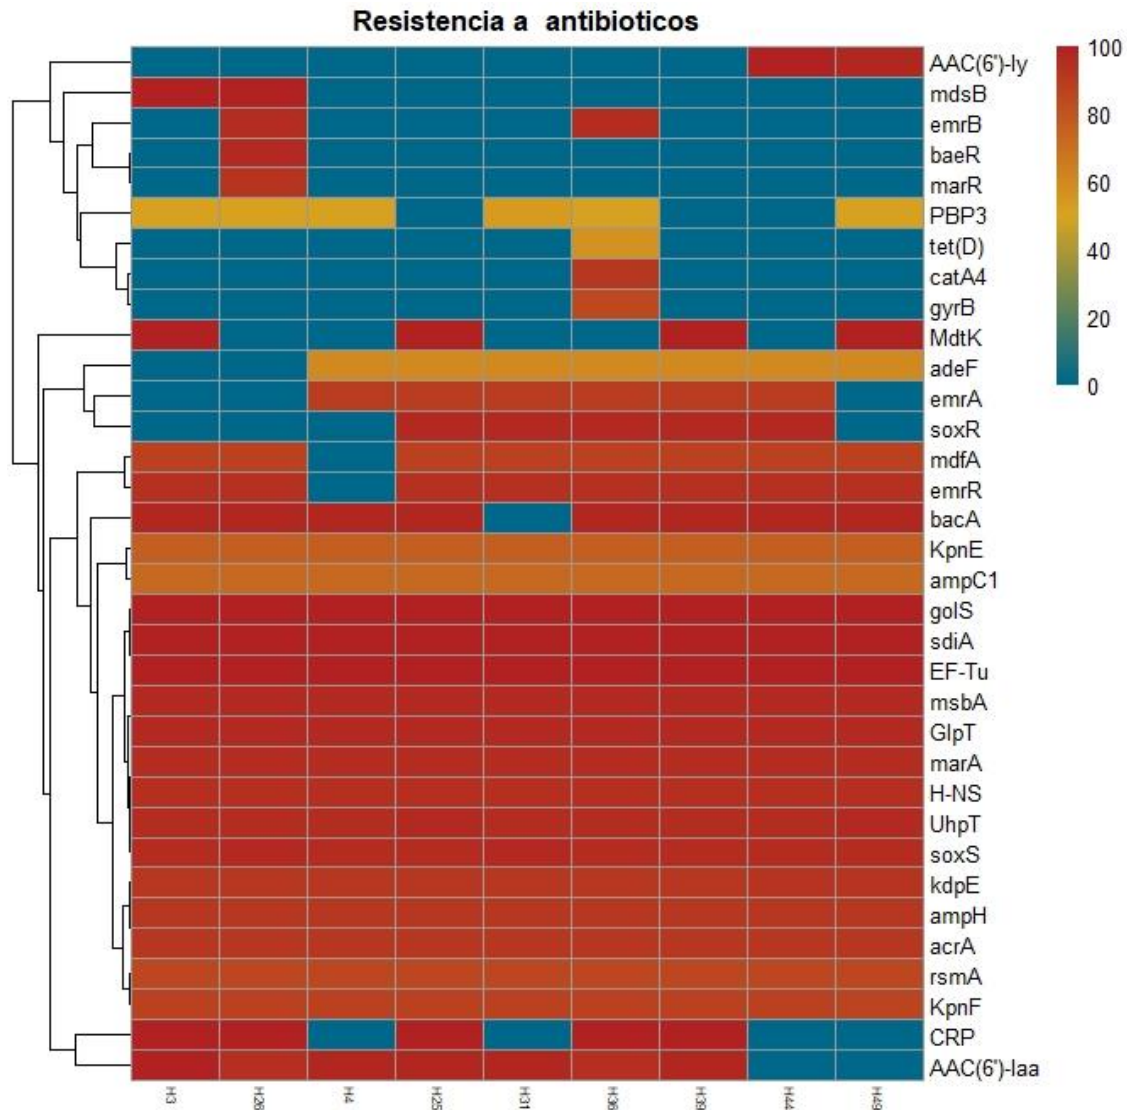 Resistencia a antibioticos
AAC(6')-Iy
mdsB
emrB
baeR
marR
PBP3
tet(D)
catA4
gyrB
MdtK
adeF
emrA
soxR
mdfA
emrR
bacA
KpnE
ampC1
golS
sdiA
EF-Tu
msbA
GlpT
marA
H-NS
UhpT
soxS
kdpE
ampH
acrA
rsmA
KpnF
CRP
AAC(6')-Iaa
100
80
60
40
20
0
H3
H26
H4
H25
H31
H36
H39
H44
H49